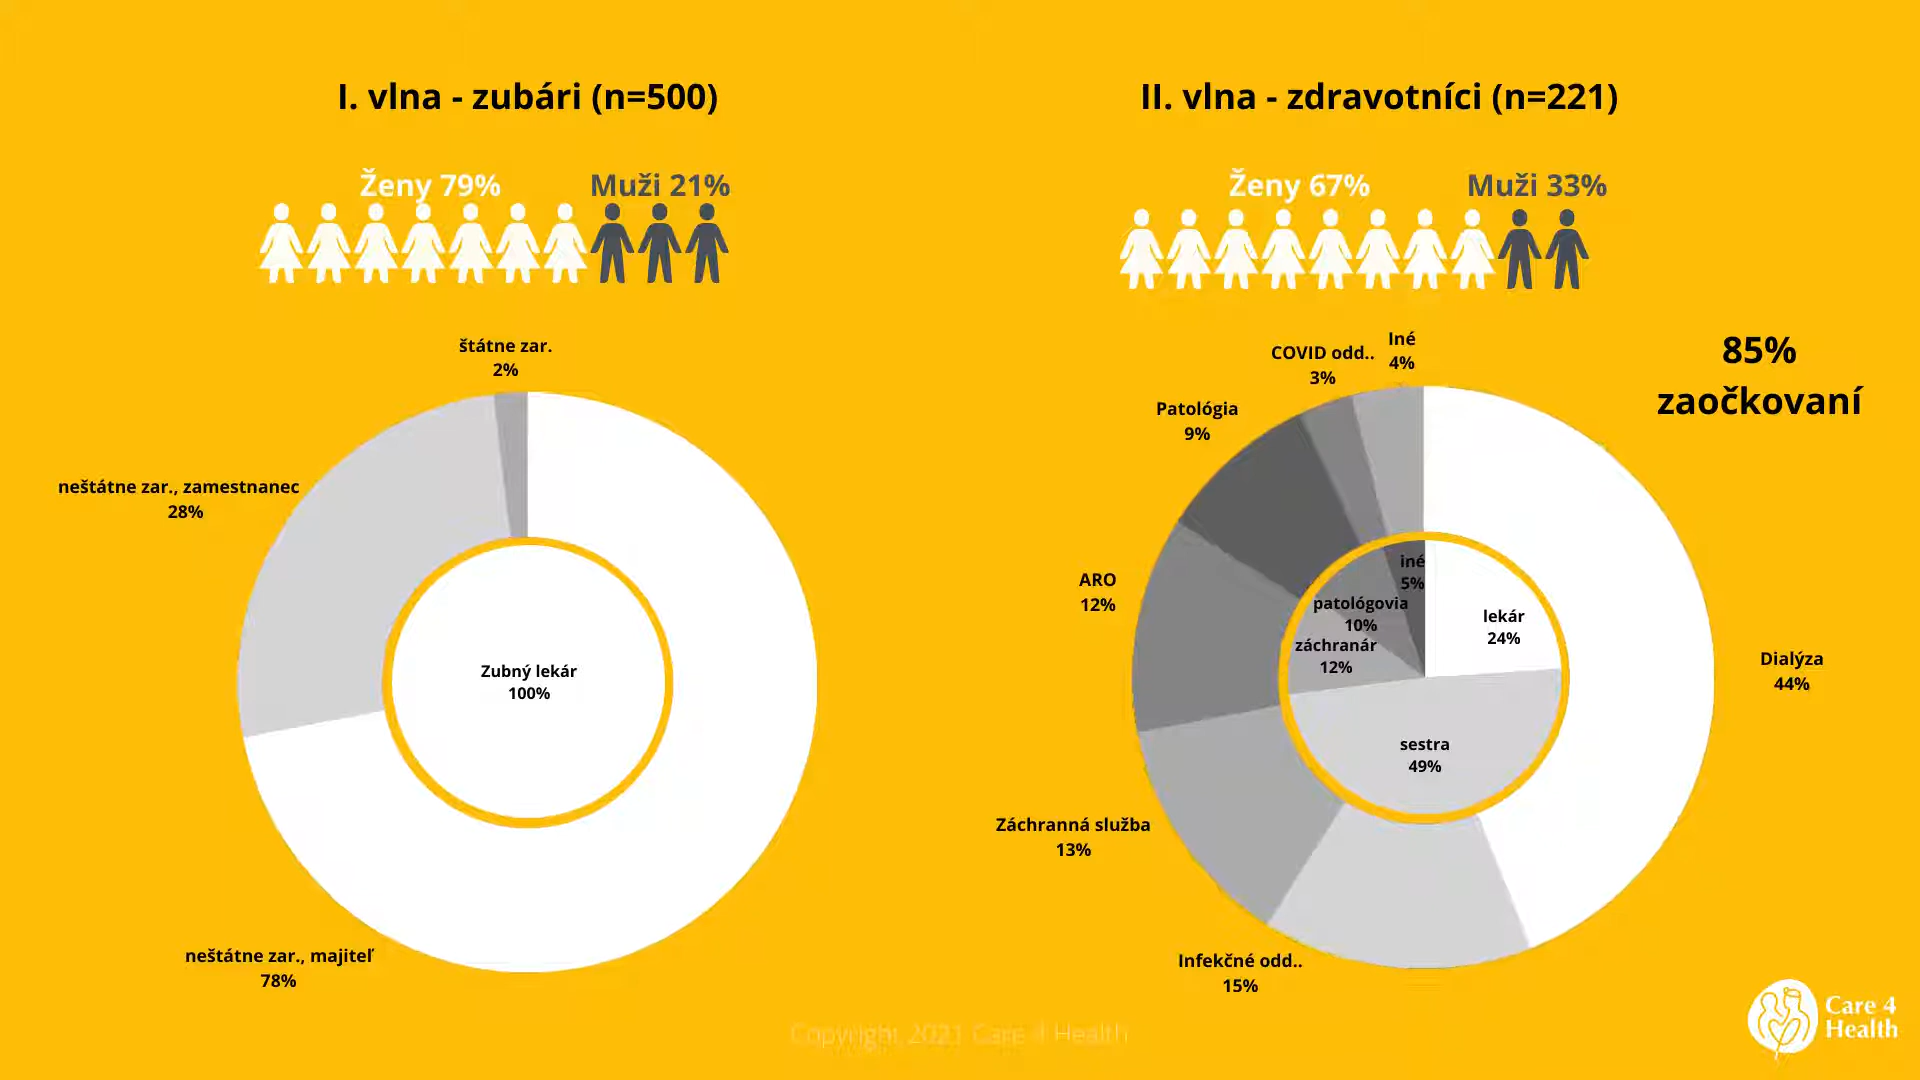 I. vlna - zubári (n=500)
Ženy 79%
Muži 21%
štátne zar.
2%
neštátne zar., zamestnanec
28%
Zubný lekár
100%
neštátne zar., majiteľ
78%
II. vlna - zdravotníci (n=221)
Ženy 67%
Muži 33%
85%
zaočkovaní
Iné
4%
COVID odd..
3%
Patológia
9%
ARO
12%
Záchranná služba
13%
Infekčné odd..
15%
Dialýza
44%
iné
5%
patológovia
10%
záchranár
12%
lekár
24%
sestra
49%
Copyright 2021 Care 4 Health
Care 4
Health